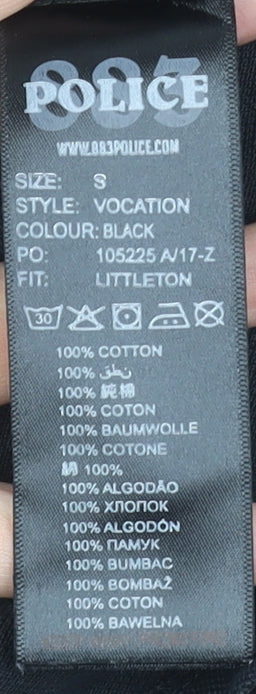 883
POLICE
WWW.883POLICE.COM
SIZE: S
STYLE: VOCATION
COLOUR: BLACK
PO: 105225 A/17-Z
FIT: LITTLETON
30
100% COTTON
100% قطن
100% 純棉
100% COTON
100% BAUMWOLLE
100% COTONE
綿 100%
100% ALGODÃO
100% ХЛОПОК
100% ALGODÓN
100% ПАМУК
100% BUMBAC
100% BOMBAŽ
100% COTON
100% BAWELNA